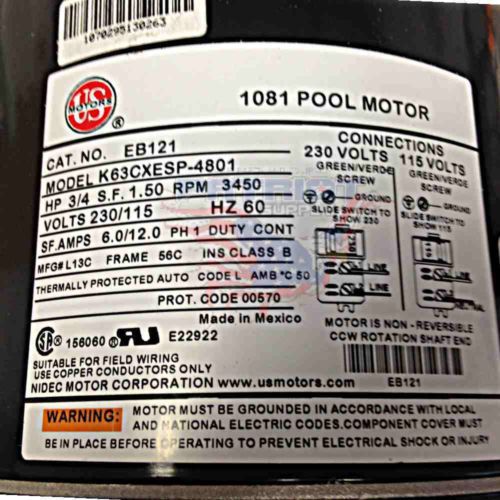 1070295130263
US
MOTORS
®
1081 POOL MOTOR
CAT. NO. EB121
MODEL K63CXESP-4801
HP 3/4 S.F. 1.50 RPM 3450
VOLTS 230/115 HZ 60
SF.AMPS 6.0/12.0 PH 1 DUTY CONT
MFG# L13C FRAME 56C INS CLASS B
THERMALLY PROTECTED AUTO CODE L AMB °C 50
PROT. CODE 00570
Made in Mexico
156060 E22922
SUITABLE FOR FIELD WIRING
USE COPPER CONDUCTORS ONLY
NIDEC MOTOR CORPORATION www.usmotors.com
CONNECTIONS
230 VOLTS 115 VOLTS
GREEN/VERDE SCREW
GROUND
SLIDE SWITCH TO
SHOW 230
LINE
LINE
GREEN/VERDE
SCREW
GROUND
SLIDE SWITCH TO
SHOW 115
LINE
MOTOR IS NON - REVERSIBLE
CCW ROTATION SHAFT END
EB121
WARNING: MOTOR MUST BE GROUNDED IN ACCORDANCE WITH LOCAL
AND NATIONAL ELECTRIC CODES.COMPONENT COVER MUST
BE IN PLACE BEFORE OPERATING TO PREVENT ELECTRICAL SHOCK OR INJURY